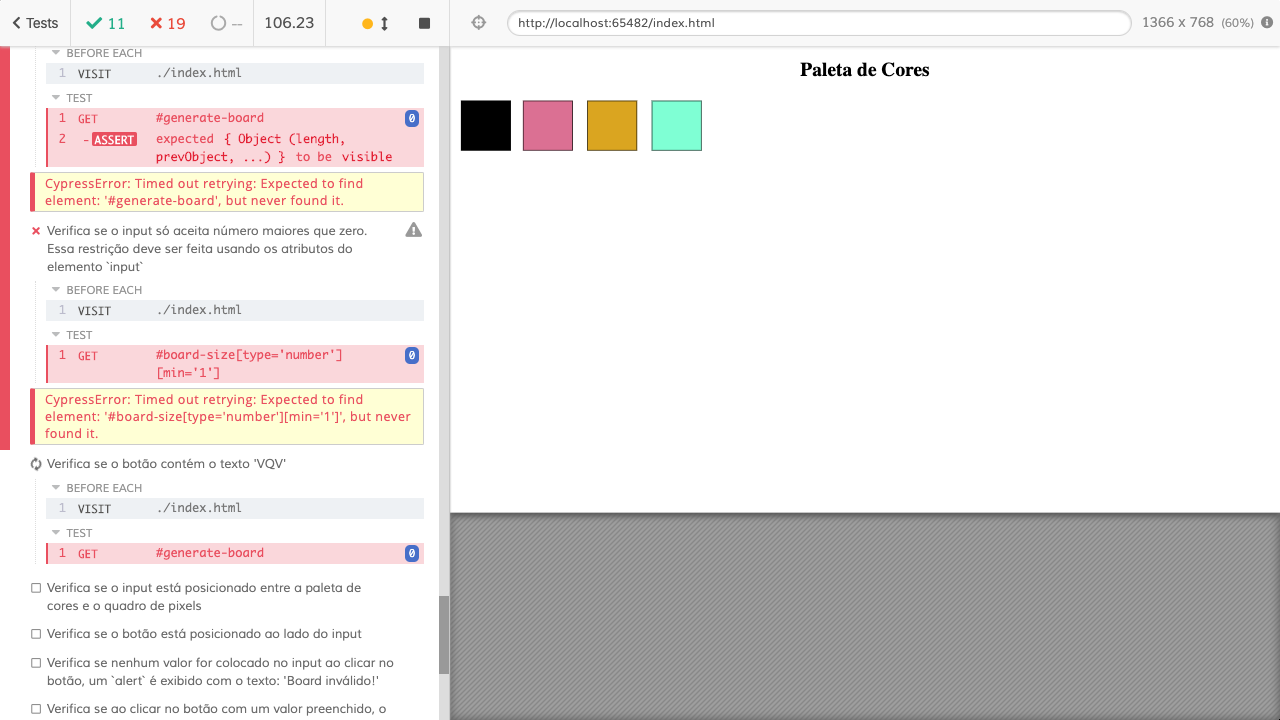 Tests 11 19 -- 106.23
http://localhost:65482/index.html 1366 x 768 (60%)
BEFORE EACH
1 VISIT ./index.html
TEST
1 GET #generate-board 0
2 - ASSERT expected { Object (length,
prevObject, ...) } to be visible
CypressError: Timed out retrying: Expected to find
element: '#generate-board', but never found it.
Verifica se o input só aceita número maiores que zero.
Essa restrição deve ser feita usando os atributos do
elemento `input`
BEFORE EACH
1 VISIT ./index.html
TEST
1 GET #board-size[type='number'] 0
[min='1']
CypressError: Timed out retrying: Expected to find
element: '#board-size[type='number'][min='1']', but never
found it.
Verifica se o botão contém o texto 'VQV'
BEFORE EACH
1 VISIT ./index.html
TEST
1 GET #generate-board 0
Verifica se o input está posicionado entre a paleta de
cores e o quadro de pixels
Verifica se o botão está posicionado ao lado do input
Verifica se nenhum valor for colocado no input ao clicar no
botão, um `alert` é exibido com o texto: 'Board inválido!'
Verifica se ao clicar no botão com um valor preenchido, o
Paleta de Cores